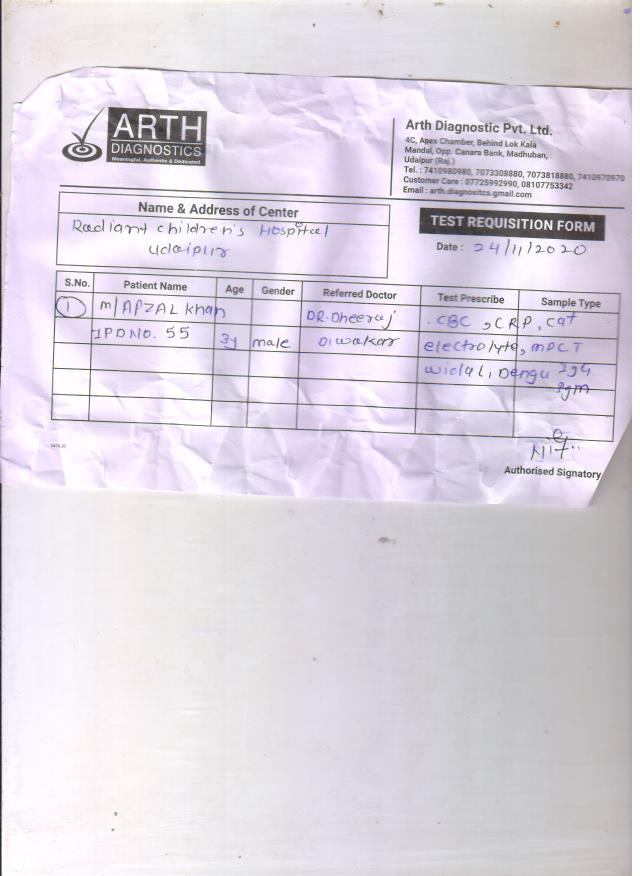 ARTH
DIAGNOSTICS
Meaningful, Authentic & Dedicated
Arth Diagnostic Pvt. Ltd.
4C, Apex Chamber, Behind Lok Kala
Mandal, Opp. Canara Bank, Madhuban,
Udaipur (Raj.)
Tel. : 7410980980, 7073308880, 7073818880, 7410970970
Customer Care : 07725992990, 08107753342
Email : arth.diagnositcs.gmail.com
Name & Address of Center
Radiant children's Hospital
Udaipur
TEST REQUISITION FORM
Date : 24/11/2020
S.No. Patient Name Age Gender Referred Doctor Test Prescribe Sample Type
1 M/APZAL khan DR. Dheeraj CBC, CRP, Cat
IPD NO. 55 3y male Diwakar electrolyte, MPCT
widal, Dengu IgG
Igm
Authorised Signatory